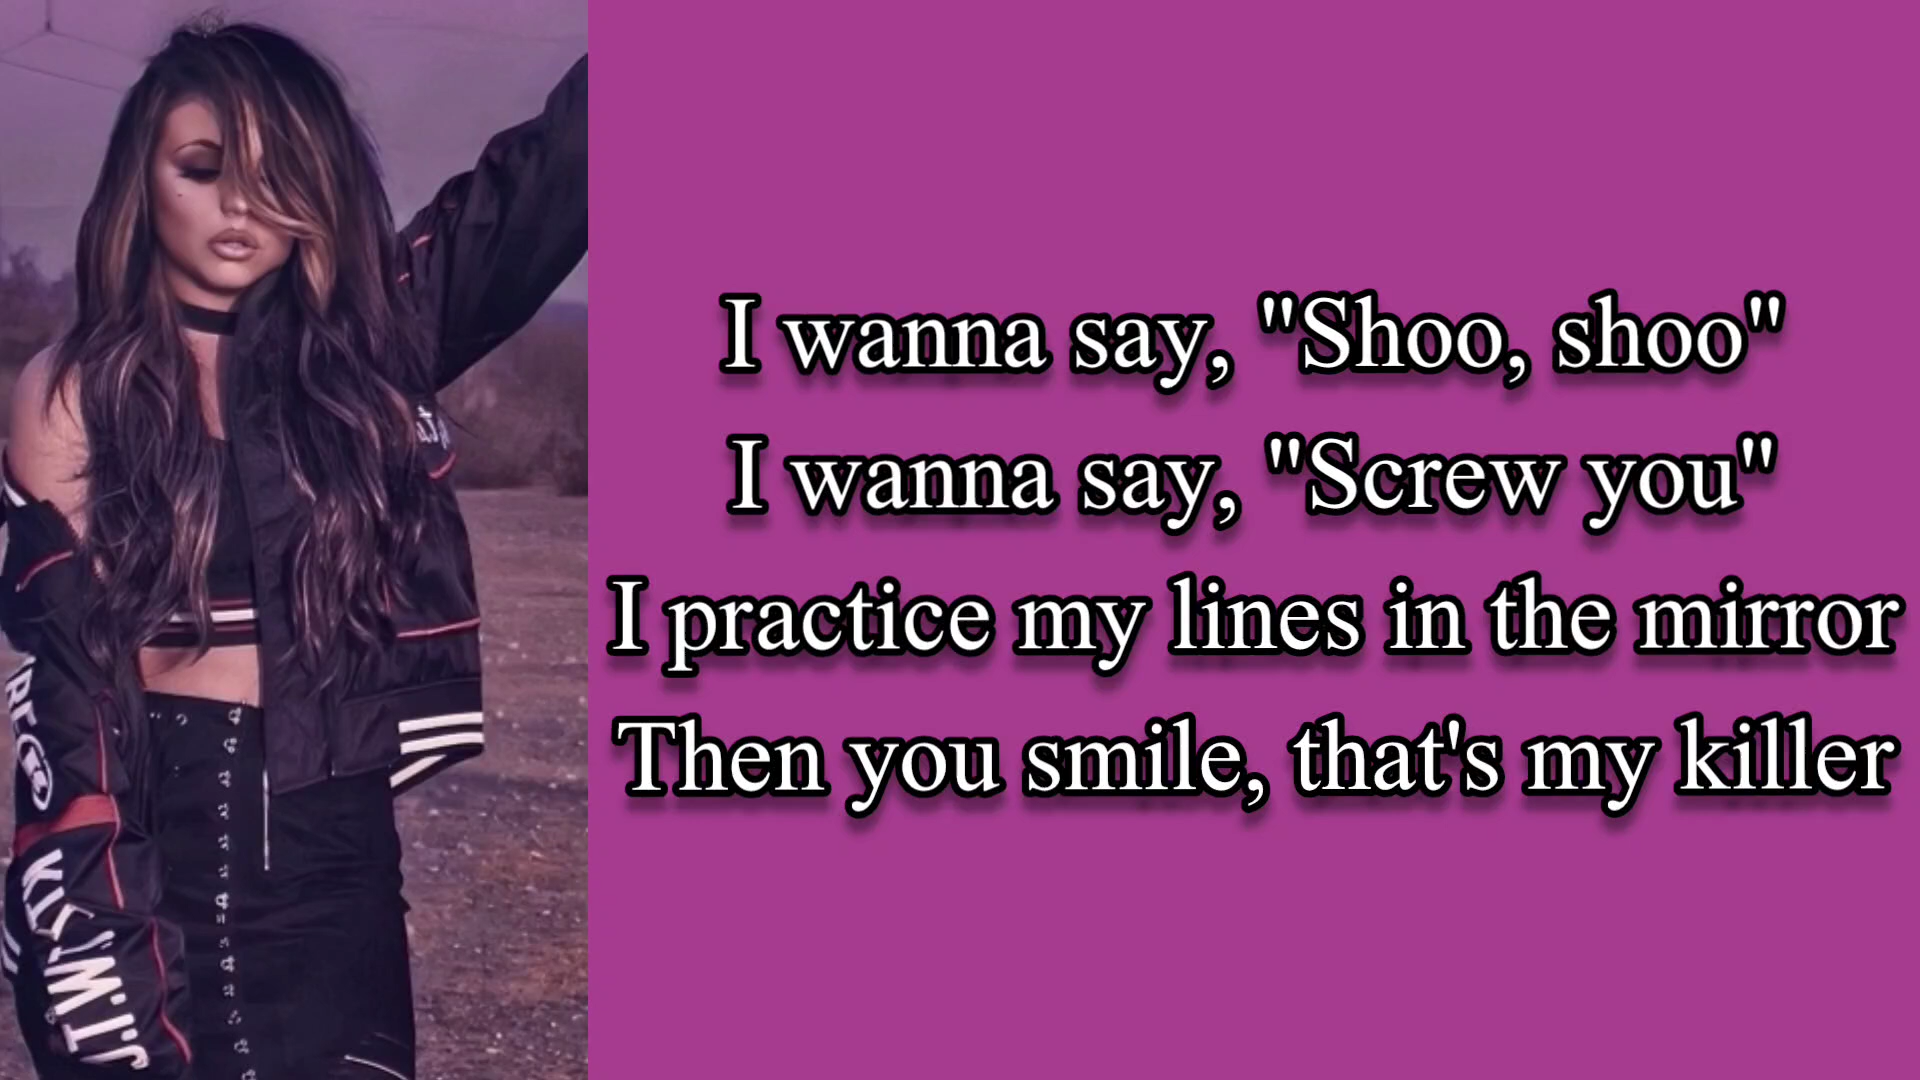 I wanna say, "Shoo, shoo"
I wanna say, "Screw you"
I practice my lines in the mirror
Then you smile, that's my killer